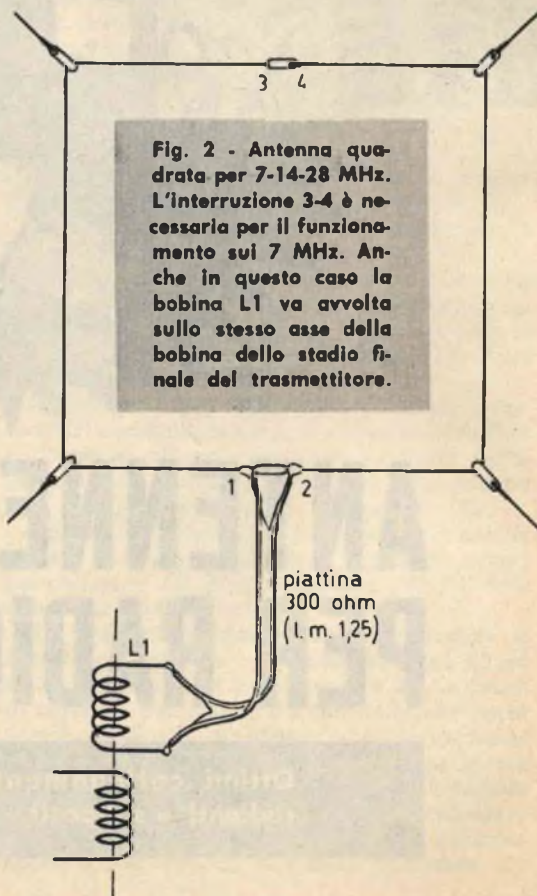 3 4
Fig. 2 - Antenna qua-
drata per 7-14-28 MHz.
L'interruzione 3-4 è ne-
cessaria per il funziona-
mento sui 7 MHz. An-
che in questo caso la
bobina L1 va avvolta
sullo stesso asse della
bobina dello stadio fi-
nale del trasmettitore.
1 2
piattina
300 ohm
(l. m. 1,25)
L1